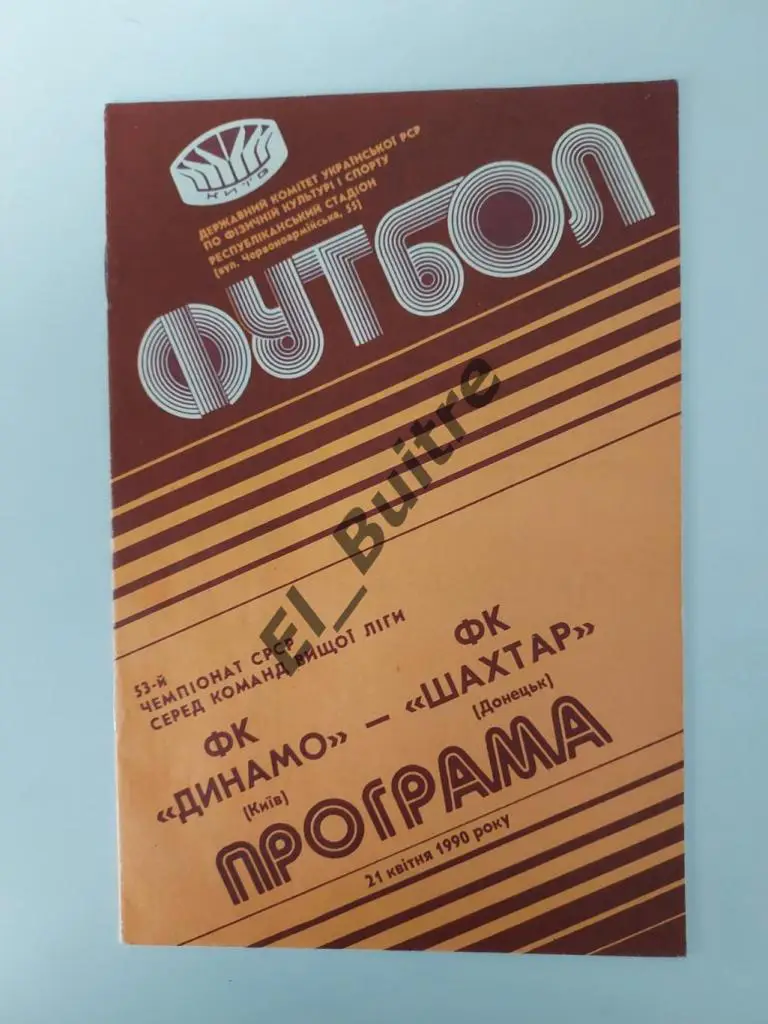 КИЇВ
ДЕРЖАВНИЙ КОМІТЕТ УКРАЇНСЬКОЇ РСР
ПО ФІЗИЧНІЙ КУЛЬТУРІ І СПОРТУ
РЕСПУБЛІКАНСЬКИЙ СТАДІОН
(вул. Червоноармійська, 55)
ФУТБОЛ
El_Buitre
53-й
ЧЕМПІОНАТ СРСР
СЕРЕД КОМАНД ВИЩОЇ ЛІГИ
ФК
«ДИНАМО» –
(Київ)
ФК
«ШАХТАР»
(Донецьк)
ПРОГРАМА
21 квітня 1990 року